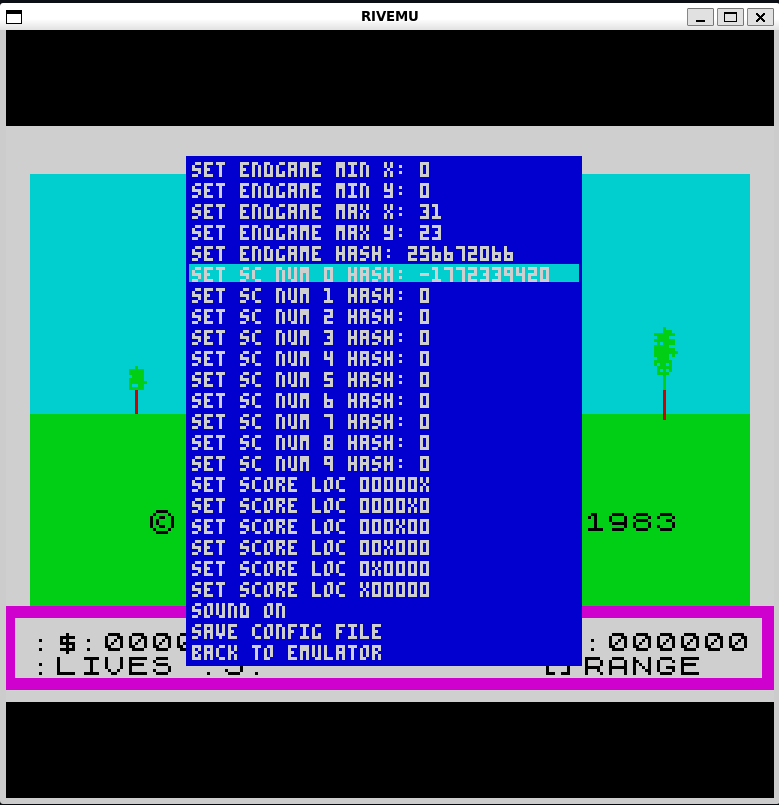 RIVEMU
SET ENDGAME MIN X: 0
SET ENDGAME MIN Y: 0
SET ENDGAME MAX X: 31
SET ENDGAME MAX Y: 23
SET ENDGAME HASH: 256672066
SET SC NUM 0 HASH: -1772339420
SET SC NUM 1 HASH: 0
SET SC NUM 2 HASH: 0
SET SC NUM 3 HASH: 0
SET SC NUM 4 HASH: 0
SET SC NUM 5 HASH: 0
SET SC NUM 6 HASH: 0
SET SC NUM 7 HASH: 0
SET SC NUM 8 HASH: 0
SET SC NUM 9 HASH: 0
SET SCORE LOC 00000X
SET SCORE LOC 0000X0
SET SCORE LOC 000X00
© 1983
SET SCORE LOC 00X000
SET SCORE LOC 0X0000
SET SCORE LOC X00000
SOUND ON
SAVE CONFIG FILE
:$:0000 :000000
BACK TO EMULATOR
:LIVES RANGE